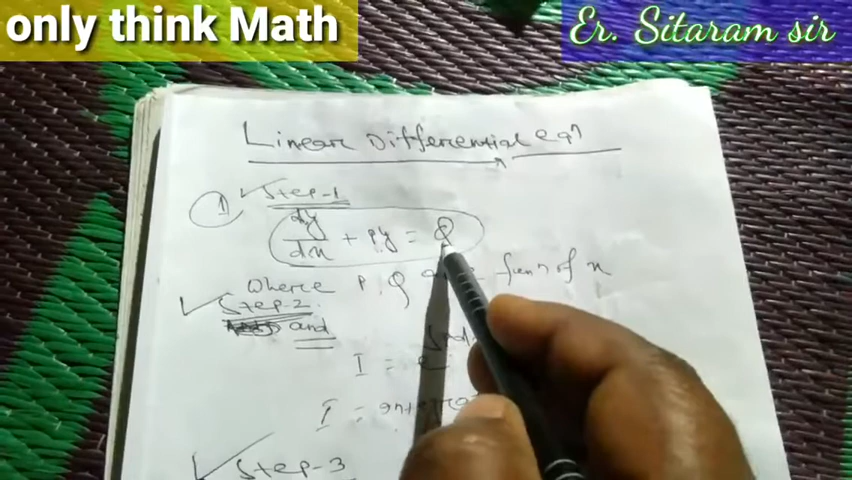 only think Math
Er. Sitaram sir
Linear Differential eqn
① Step-1
dy/dx + py = Q
Where P, Q are funn of x
Step-2
and
I = e
I =
Step-3